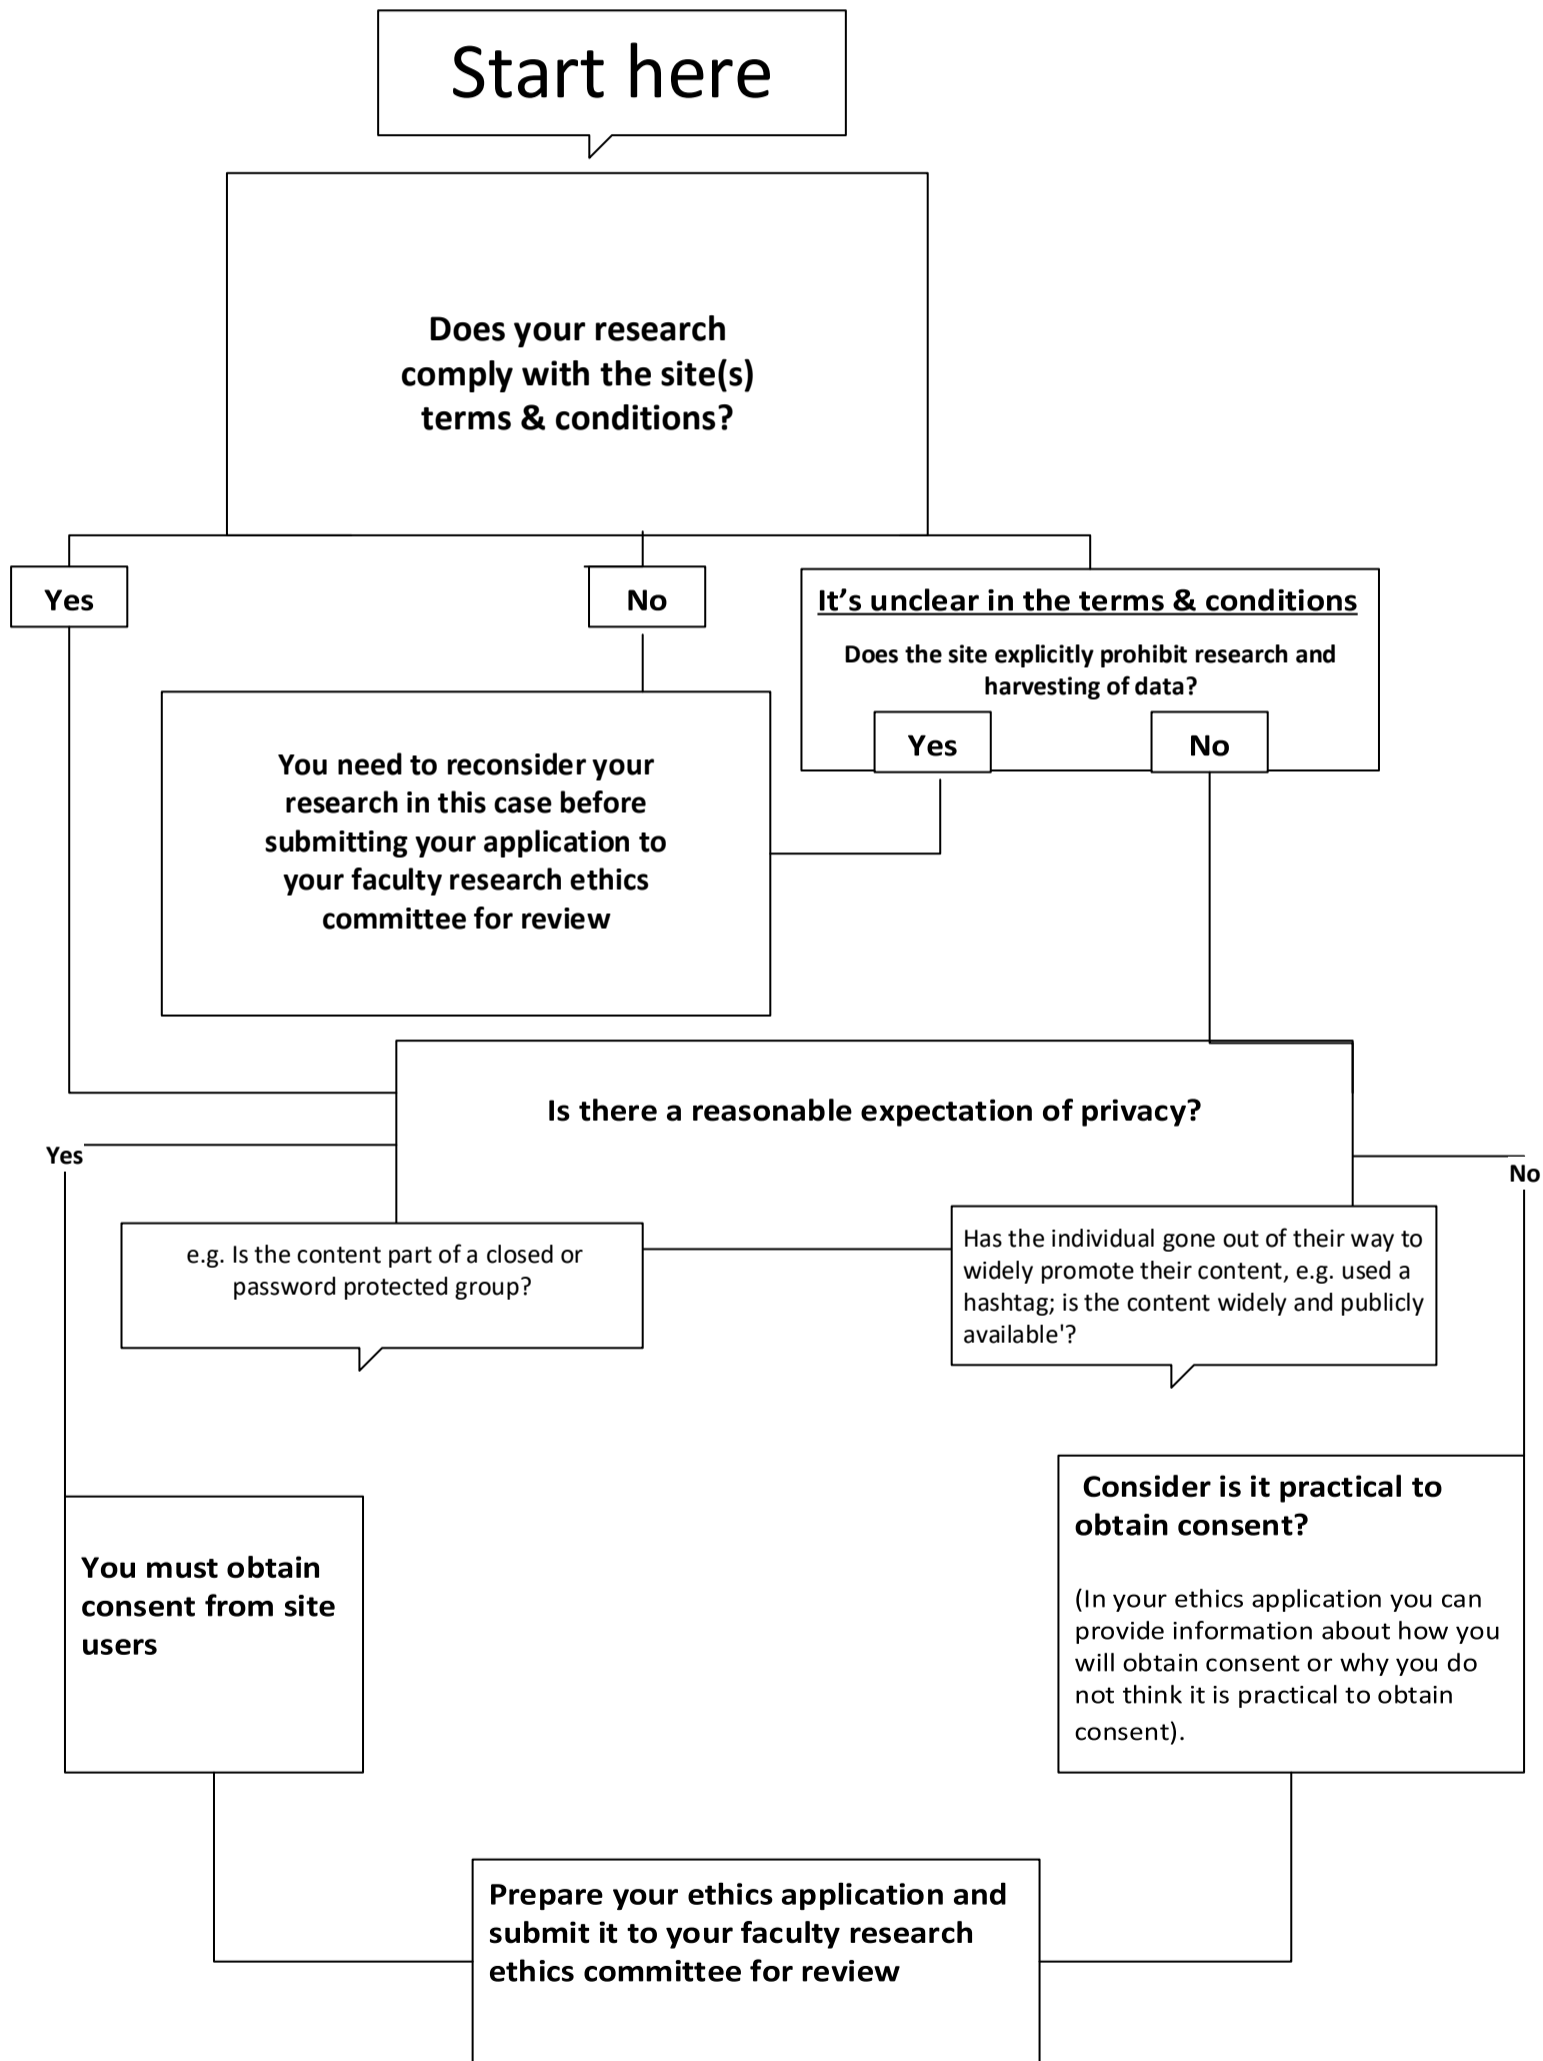 Start here
Does your research
comply with the site(s)
terms & conditions?
Yes
No
It’s unclear in the terms & conditions
Does the site explicitly prohibit research and
harvesting of data?
Yes
No
You need to reconsider your
research in this case before
submitting your application to
your faculty research ethics
committee for review
Is there a reasonable expectation of privacy?
Yes
No
e.g. Is the content part of a closed or
password protected group?
Has the individual gone out of their way to
widely promote their content, e.g. used a
hashtag; is the content widely and publicly
available'?
You must obtain
consent from site
users
Consider is it practical to
obtain consent?
(In your ethics application you can
provide information about how you
will obtain consent or why you do
not think it is practical to obtain
consent).
Prepare your ethics application and
submit it to your faculty research
ethics committee for review